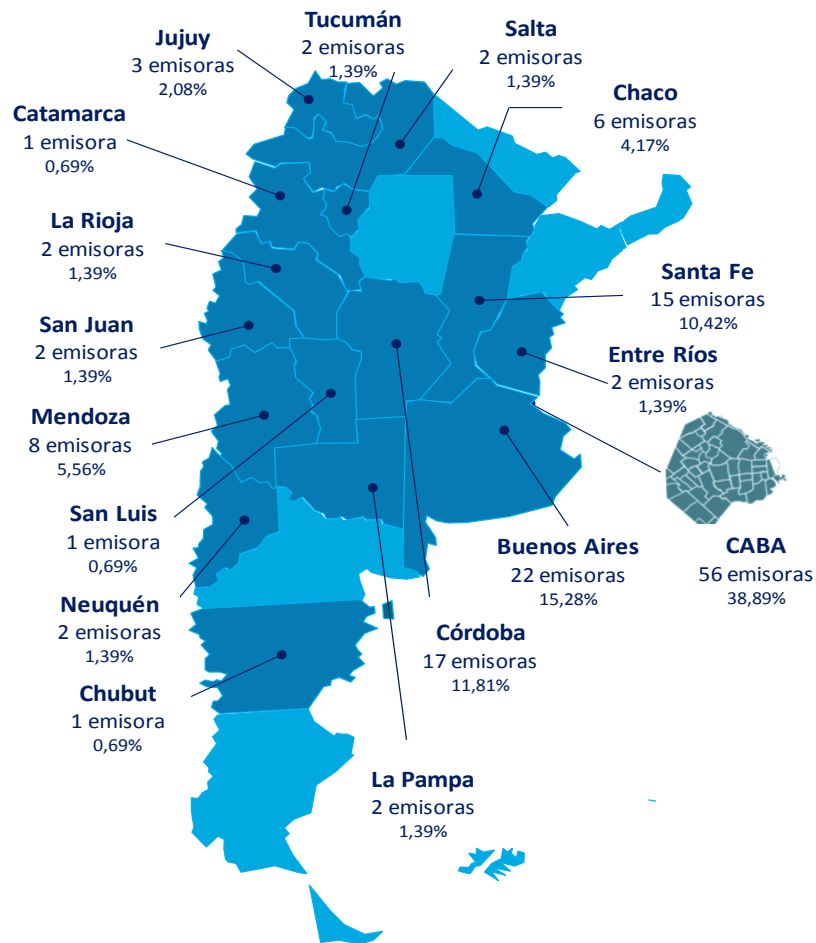 Tucumán
2 emisoras
1,39%
Salta
2 emisoras
1,39%
Jujuy
3 emisoras
2,08%
Chaco
6 emisoras
4,17%
Catamarca
1 emisora
0,69%
La Rioja
2 emisoras
1,39%
Santa Fe
15 emisoras
10,42%
San Juan
2 emisoras
1,39%
Entre Ríos
2 emisoras
1,39%
Mendoza
8 emisoras
5,56%
San Luis
1 emisora
0,69%
Buenos Aires
22 emisoras
15,28%
CABA
56 emisoras
38,89%
Neuquén
2 emisoras
1,39%
Córdoba
17 emisoras
11,81%
Chubut
1 emisora
0,69%
La Pampa
2 emisoras
1,39%